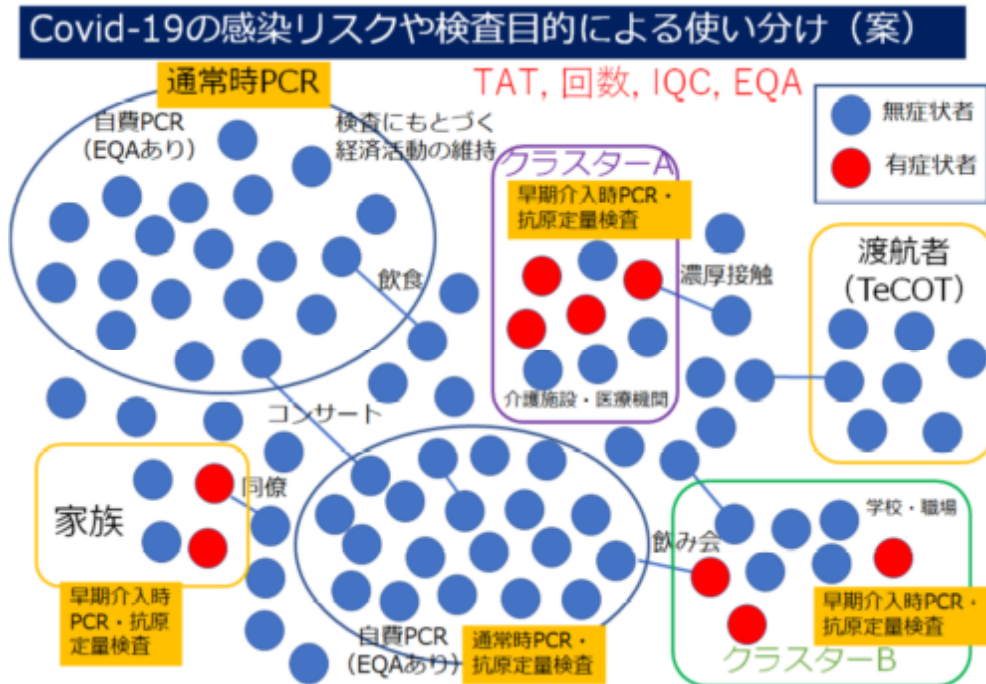 Covid-19の感染リスクや検査目的による使い分け（案）
通常時PCR
TAT, 回数, IQC, EQA
無症状者
有症状者
自費PCR
（EQAあり）
検査にもとづく
経済活動の維持
クラスターA
早期介入時PCR・
抗原定量検査
渡航者
（TeCOT）
飲食
濃厚接触
介護施設・医療機関
コンサート
家族
同僚
早期介入時
PCR・抗原
定量検査
学校・職場
飲み会
早期介入時PCR・
抗原定量検査
自費PCR
（EQAあり）
通常時PCR・
抗原定量検査
クラスターB